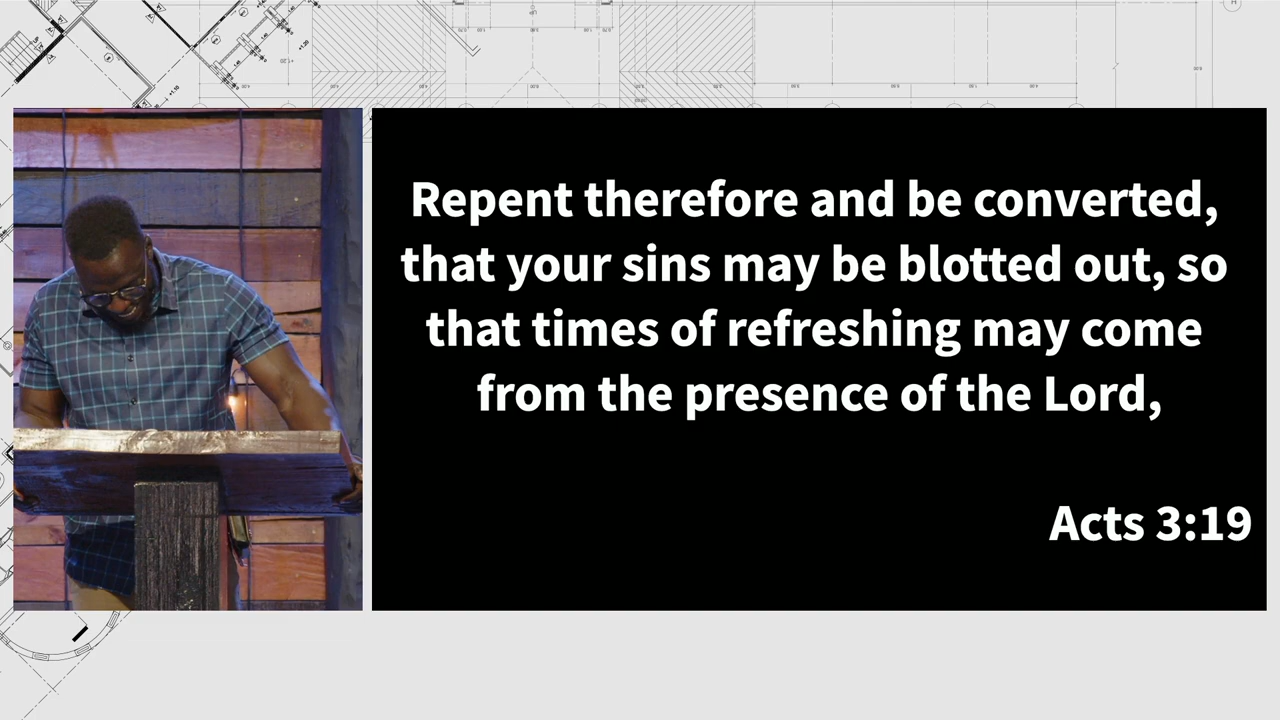 Repent therefore and be converted,
that your sins may be blotted out, so
that times of refreshing may come
from the presence of the Lord,
Acts 3:19